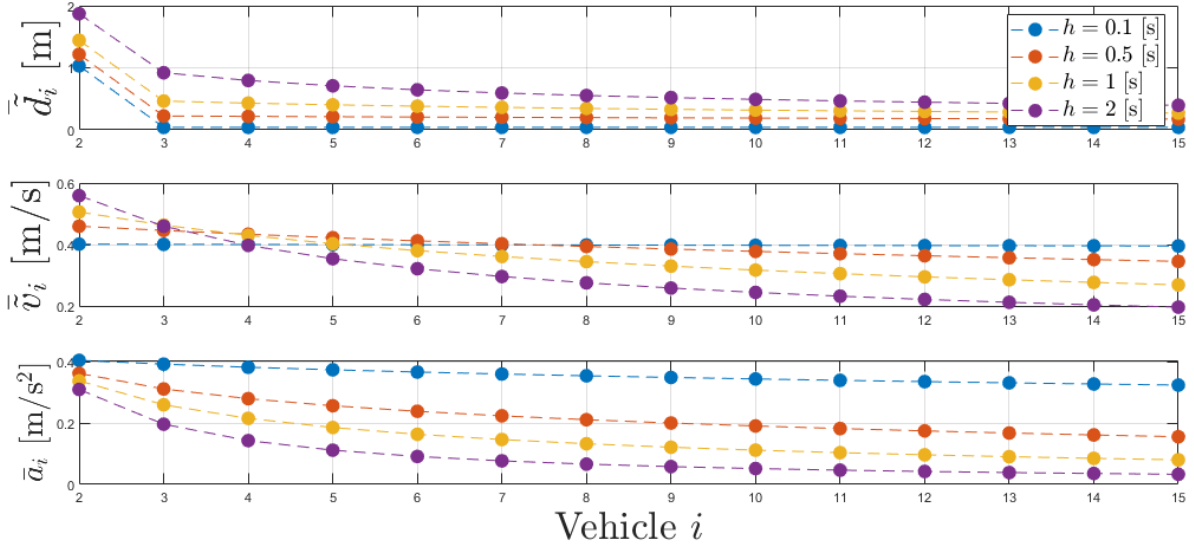 2
1
0
d̄̃ᵢ [m]
2 3 4 5 6 7 8 9 10 11 12 13 14 15
h = 0.1 [s]
h = 0.5 [s]
h = 1 [s]
h = 2 [s]
0.6
0.4
0.2
v̄̃ᵢ [m/s]
2 3 4 5 6 7 8 9 10 11 12 13 14 15
0.4
0.2
0
āᵢ [m/s²]
2 3 4 5 6 7 8 9 10 11 12 13 14 15
Vehicle i